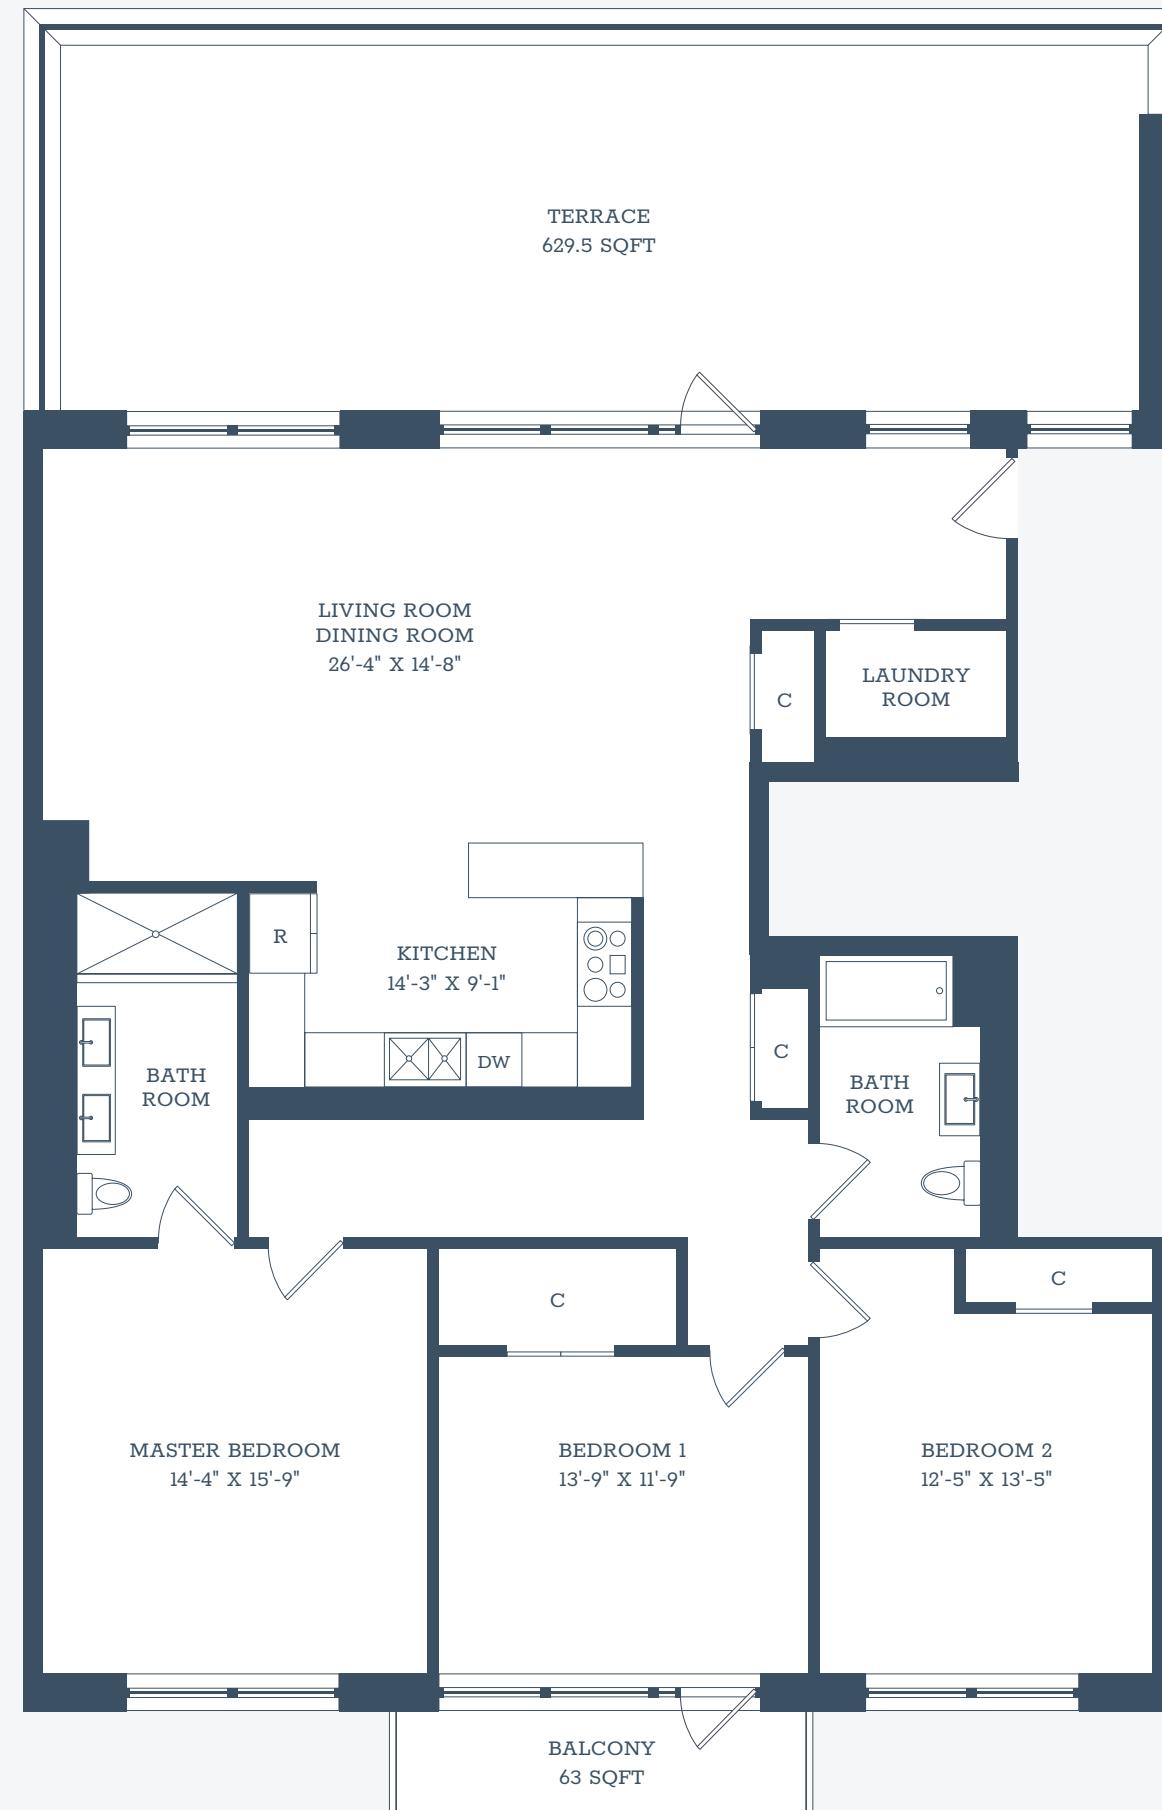 TERRACE
629.5 SQFT
LIVING ROOM
DINING ROOM
26'-4" X 14'-8"
LAUNDRY
ROOM
C
R
KITCHEN
14'-3" X 9'-1"
DW
C
BATH
ROOM
BATH
ROOM
C
C
MASTER BEDROOM
14'-4" X 15'-9"
BEDROOM 1
13'-9" X 11'-9"
BEDROOM 2
12'-5" X 13'-5"
BALCONY
63 SQFT